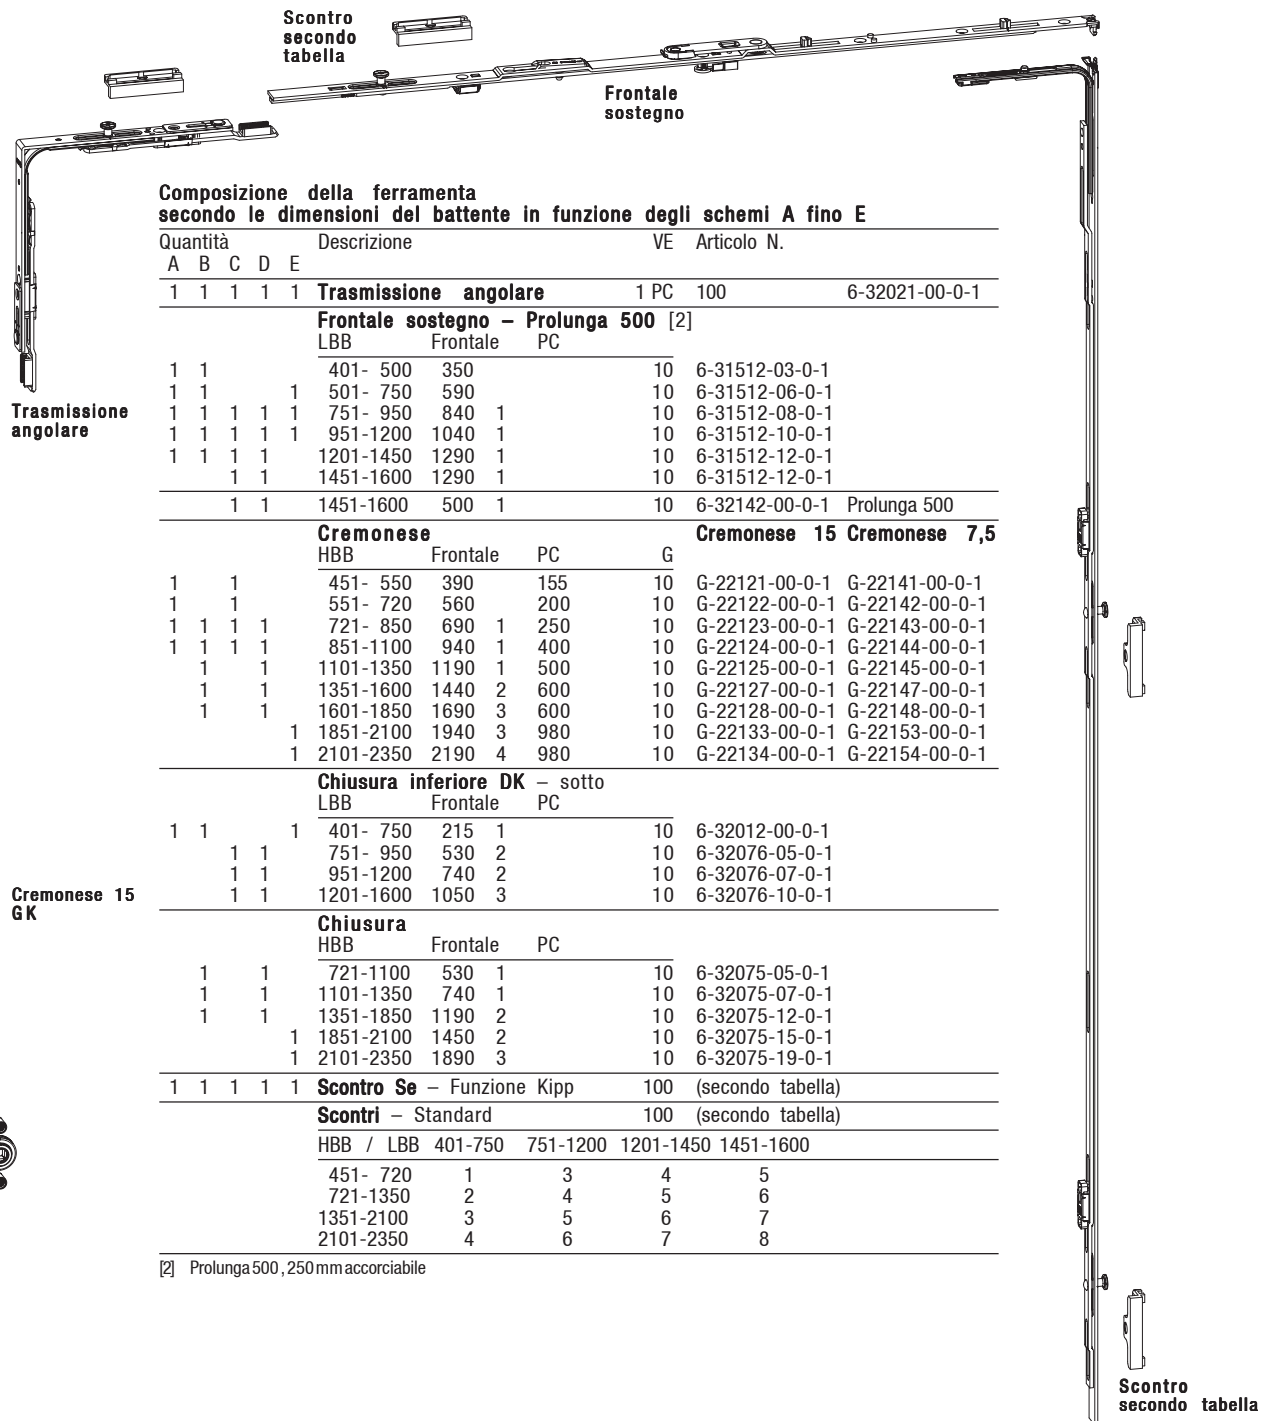 Scontro
secondo
tabella
Frontale
sostegno
Trasmissione
angolare
Composizione della ferramenta
secondo le dimensioni del battente in funzione degli schemi A fino E
Quantità Descrizione VE Articolo N.
A B C D E
1 1 1 1 1 Trasmissione angolare 1 PC 100 6-32021-00-0-1
Frontale sostegno – Prolunga 500 [2]
LBB Frontale PC
1 1 401- 500 350 10 6-31512-03-0-1
1 1 1 501- 750 590 10 6-31512-06-0-1
1 1 1 1 1 751- 950 840 1 10 6-31512-08-0-1
1 1 1 1 1 951-1200 1040 1 10 6-31512-10-0-1
1 1 1 1 1201-1450 1290 1 10 6-31512-12-0-1
1 1 1451-1600 1290 1 10 6-31512-12-0-1
1 1 1451-1600 500 1 10 6-32142-00-0-1 Prolunga 500
Cremonese Cremonese 15 Cremonese 7,5
HBB Frontale PC G
1 1 451- 550 390 155 10 G-22121-00-0-1 G-22141-00-0-1
1 1 551- 720 560 200 10 G-22122-00-0-1 G-22142-00-0-1
1 1 1 1 721- 850 690 1 250 10 G-22123-00-0-1 G-22143-00-0-1
1 1 1 1 851-1100 940 1 400 10 G-22124-00-0-1 G-22144-00-0-1
1 1 1101-1350 1190 1 500 10 G-22125-00-0-1 G-22145-00-0-1
1 1 1351-1600 1440 2 600 10 G-22127-00-0-1 G-22147-00-0-1
1 1 1601-1850 1690 3 600 10 G-22128-00-0-1 G-22148-00-0-1
1 1851-2100 1940 3 980 10 G-22133-00-0-1 G-22153-00-0-1
1 2101-2350 2190 4 980 10 G-22134-00-0-1 G-22154-00-0-1
Chiusura inferiore DK – sotto
LBB Frontale PC
1 1 1 401- 750 215 1 10 6-32012-00-0-1
1 1 751- 950 530 2 10 6-32076-05-0-1
1 1 951-1200 740 2 10 6-32076-07-0-1
1 1 1201-1600 1050 3 10 6-32076-10-0-1
Cremonese 15
GK
Chiusura
HBB Frontale PC
1 1 721-1100 530 1 10 6-32075-05-0-1
1 1 1101-1350 740 1 10 6-32075-07-0-1
1 1 1351-1850 1190 2 10 6-32075-12-0-1
1 1851-2100 1450 2 10 6-32075-15-0-1
1 2101-2350 1890 3 10 6-32075-19-0-1
1 1 1 1 1 Scontro Se – Funzione Kipp 100 (secondo tabella)
Scontri – Standard 100 (secondo tabella)
HBB / LBB 401-750 751-1200 1201-1450 1451-1600
451- 720 1 3 4 5
721-1350 2 4 5 6
1351-2100 3 5 6 7
2101-2350 4 6 7 8
[2] Prolunga 500 , 250 mm accorciabile
Scontro
secondo tabella